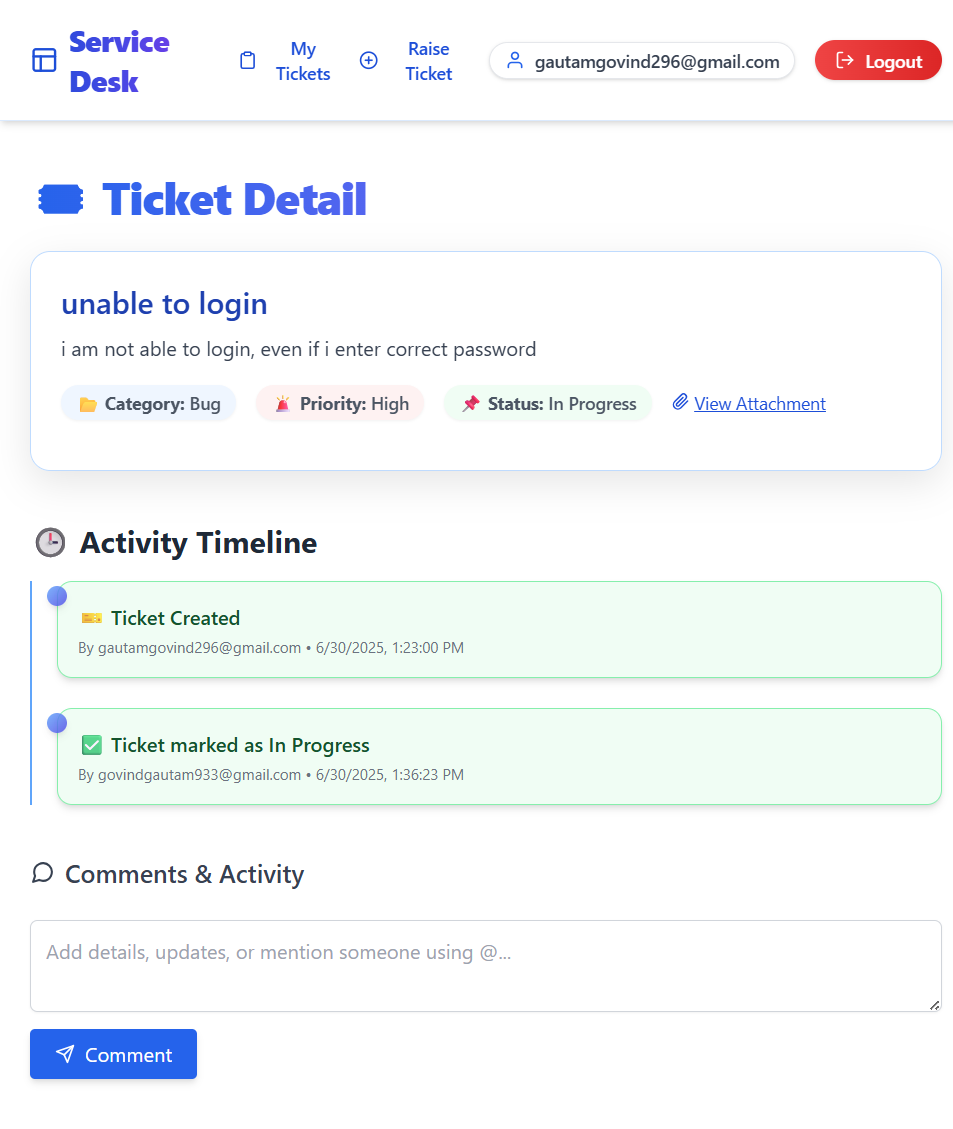 Service
Desk
My
Tickets
Raise
Ticket
gautamgovind296@gmail.com
Logout
Ticket Detail
unable to login
i am not able to login, even if i enter correct password
Category: Bug
Priority: High
Status: In Progress
View Attachment
Activity Timeline
Ticket Created
By gautamgovind296@gmail.com • 6/30/2025, 1:23:00 PM
Ticket marked as In Progress
By govindgautam933@gmail.com • 6/30/2025, 1:36:23 PM
Comments & Activity
Add details, updates, or mention someone using @...
Comment